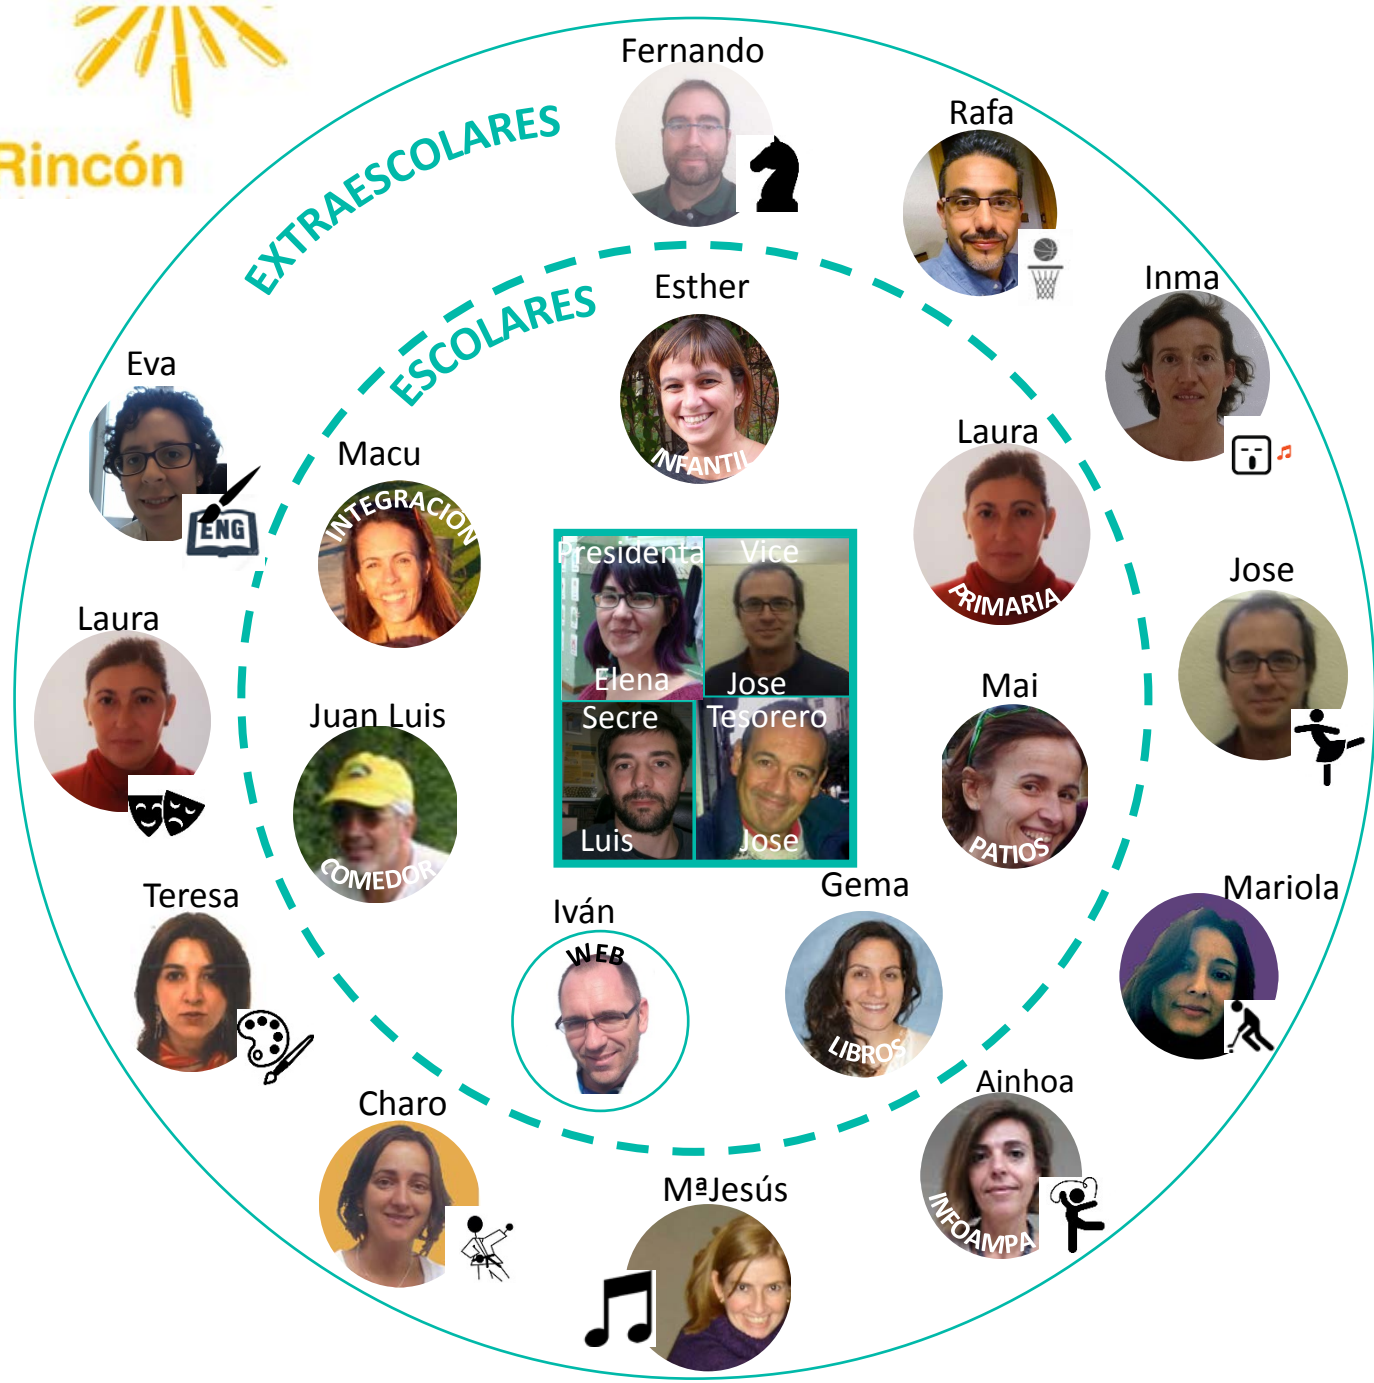 Rincón
EXTRAESCOLARES
ESCOLARES
Fernando
Rafa
Inma
Esther
INFANTIL
Eva
ENG
Macu
INTEGRACIÓN
Laura
PRIMARIA
Presidenta
Elena
Vice
Jose
Jose
Laura
Juan Luis
COMEDOR
Secre
Luis
Tesorero
Jose
Mai
PATIOS
Teresa
Iván
WEB
Gema
LIBROS
Mariola
Charo
MªJesús
Ainhoa
INFOAMPA